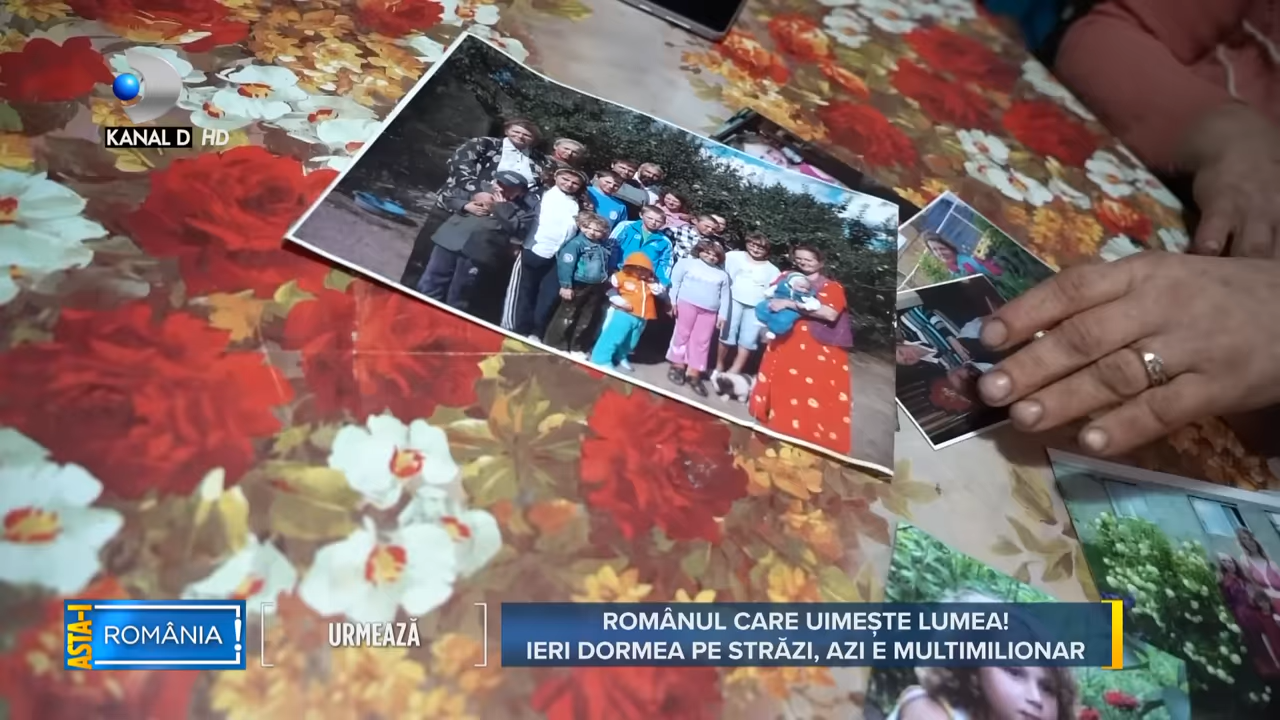 KANAL D HD
ASTA-I
ROMÂNIA!
URMEAZĂ
ROMÂNUL CARE UIMEȘTE LUMEA!
IERI DORMEA PE STRĂZI, AZI E MULTIMILIONAR